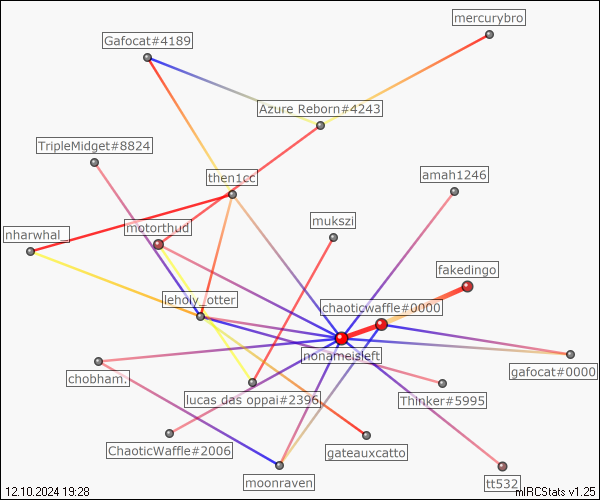 mercurybro
Gafocat#4189
Azure Reborn#4243
TripleMidget#8824
then1cc
amah1246
mukszi
motorthud
nharwhal_
fakedingo
leholy_otter
chaoticwaffle#0000
nonameisleft
gafocat#0000
chobham.
lucas das oppai#2396
Thinker#5995
ChaoticWaffle#2006
gateauxcatto
moonraven
tt532
12.10.2024 19:28
mIRCStats v1.25